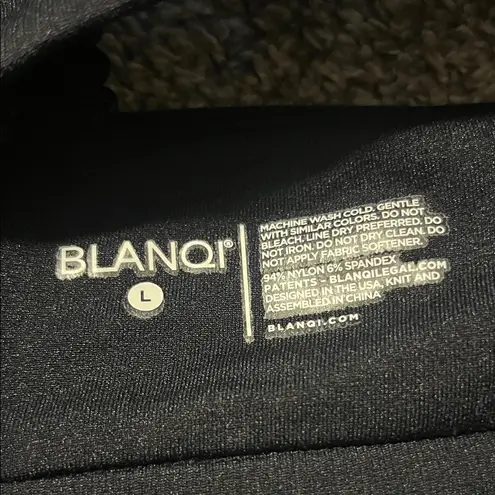 BLANQI®
L
MACHINE WASH COLD. GENTLE
WITH SIMILAR COLORS. DO NOT
BLEACH. LINE DRY PREFERRED. DO
NOT IRON. DO NOT DRY CLEAN. DO
NOT APPLY FABRIC SOFTENER.
94% NYLON 6% SPANDEX
PATENTS - BLANQILEGAL.COM
DESIGNED IN THE USA. KNIT AND
ASSEMBLED IN CHINA
BLANQI.COM